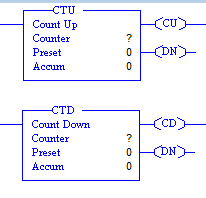 CTU
Count Up
CU
Counter ?
DN
Preset 0
Accum 0
CTD
Count Down
CD
Counter ?
Preset 0
DN
Accum 0